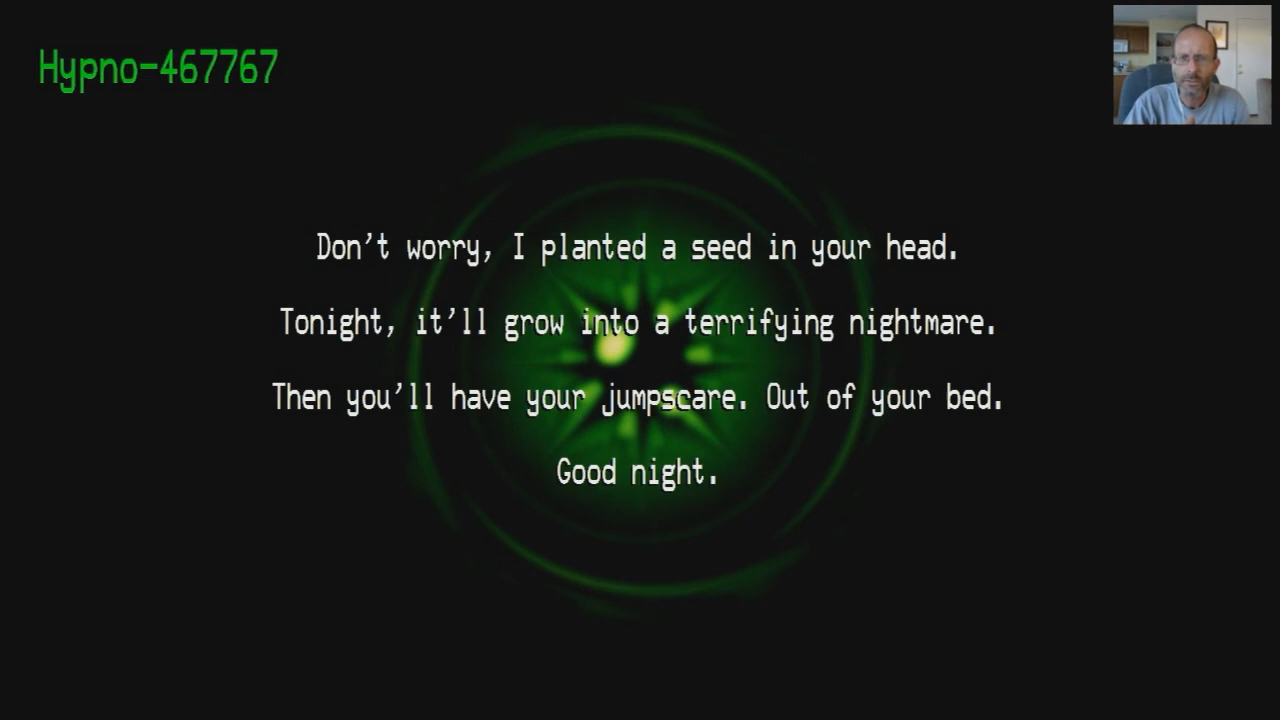 Hypno-467767
Don't worry, I planted a seed in your head.
Tonight, it'll grow into a terrifying nightmare.
Then you'll have your jumpscare. Out of your bed.
Good night.